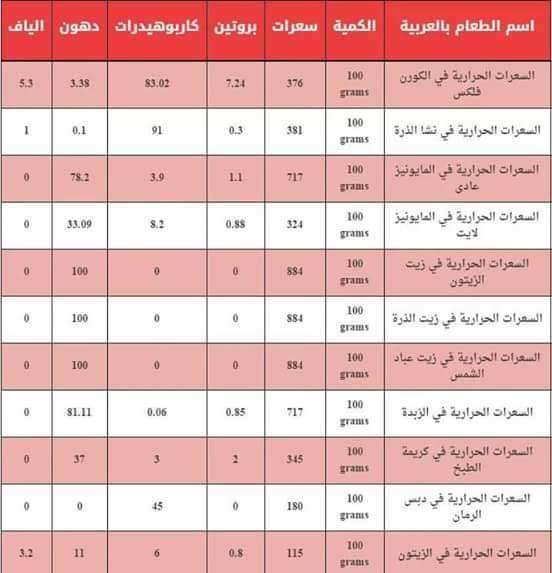 اسم الطعام بالعربية الكمية سعرات بروتين كاربوهيدرات دهون الياف
السعرات الحرارية في الكورن فلكس 100 grams 376 7.24 83.02 3.38 5.3
السعرات الحرارية في نشا الذرة 100 grams 381 0.3 91 0.1 1
السعرات الحرارية في المايونيز عادى 100 grams 717 1.1 3.9 78.2 0
السعرات الحرارية في المايونيز لايت 100 grams 324 0.88 8.2 33.09 0
السعرات الحرارية في زيت الزيتون 100 grams 884 0 0 100 0
السعرات الحرارية في زيت الذرة 100 grams 884 0 0 100 0
السعرات الحرارية في زيت عباد الشمس 100 grams 884 0 0 100 0
السعرات الحرارية في الزبدة 100 grams 717 0.85 0.06 81.11 0
السعرات الحرارية في كريمة الطبخ 100 grams 345 2 3 37 0
السعرات الحرارية في دبس الرمان 100 grams 180 0 45 0 0
السعرات الحرارية في الزيتون 100 grams 115 0.8 6 11 3.2